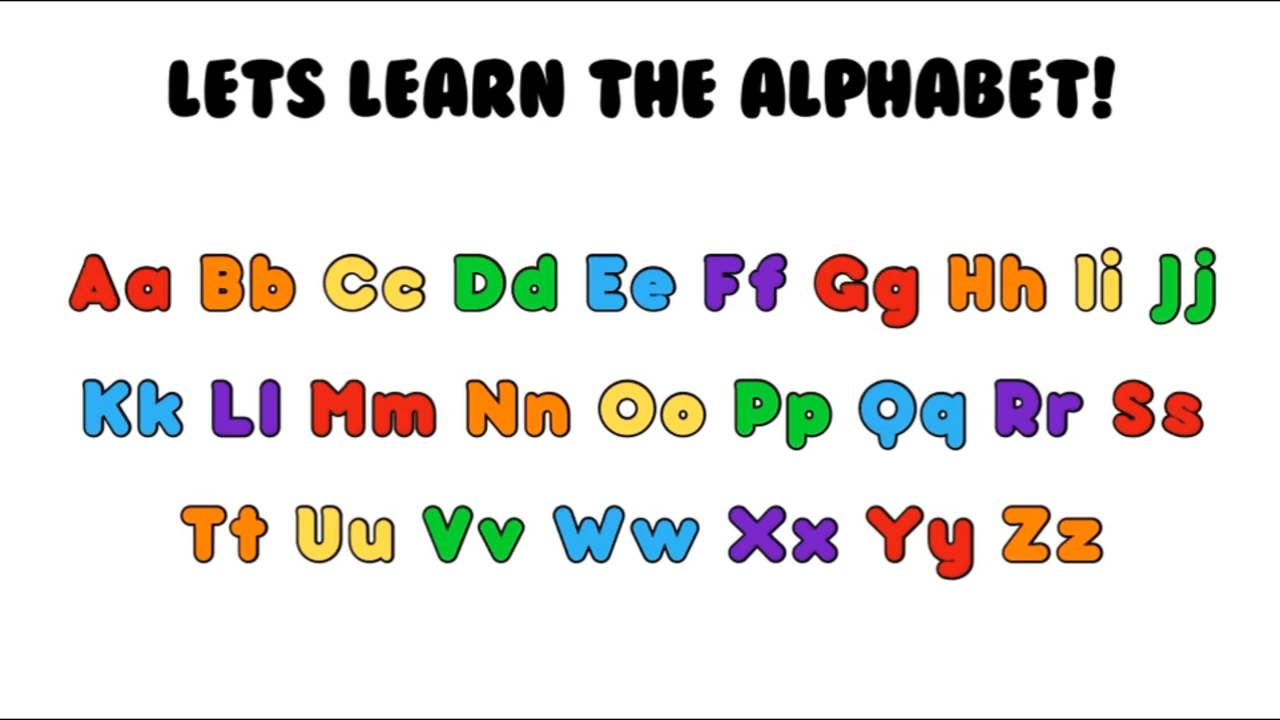 LETS LEARN THE ALPHABET!
Aa Bb Cc Dd Ee Ff Gg Hh Ii Jj
Kk Ll Mm Nn Oo Pp Qq Rr Ss
Tt Uu Vv Ww Xx Yy Zz